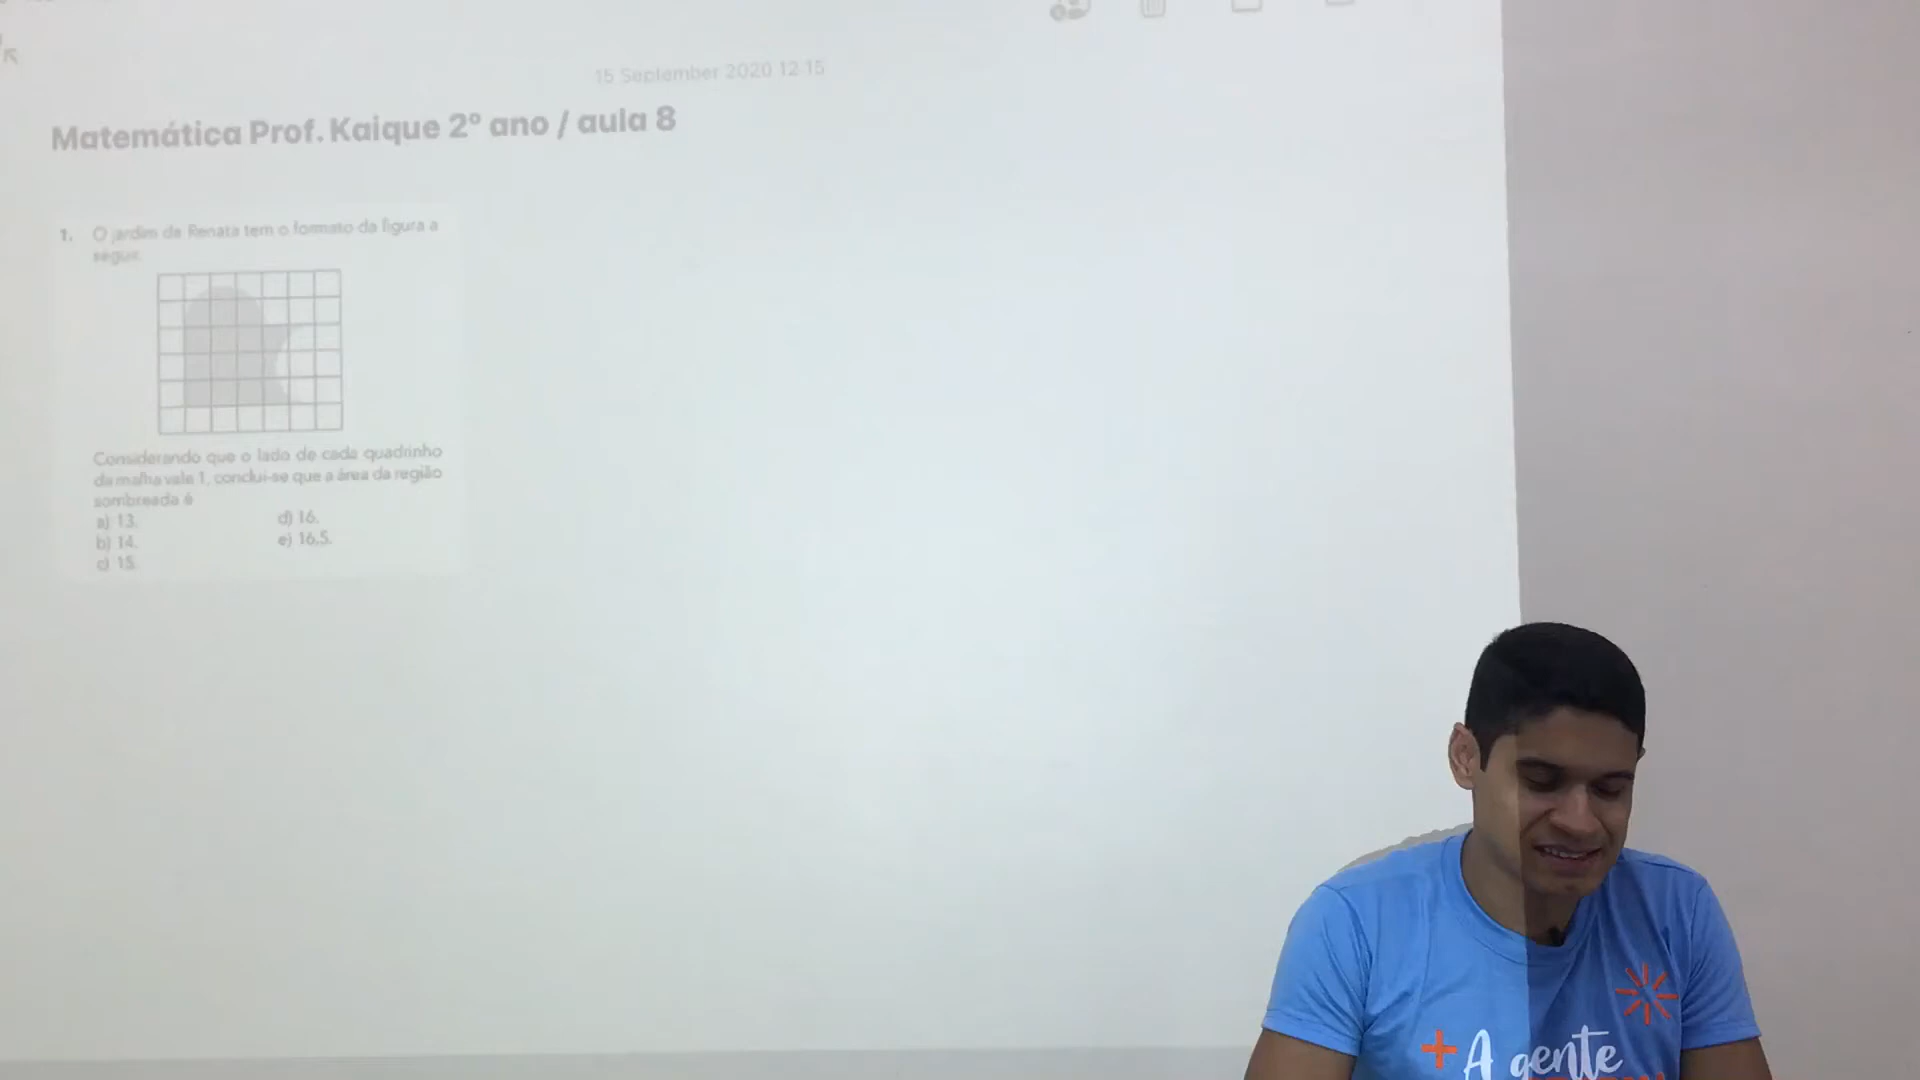 15 September 2020 12:15
Matemática Prof. Kaique 2º ano / aula 8
1. O jardim da Renata tem o formato da figura a
seguir.
Considerando que o lado de cada quadrinho
da malha vale 1, conclui-se que a área da região
sombreada é
a) 13.
b) 14.
c) 15.
d) 16.
e) 16,5.
+ A gente